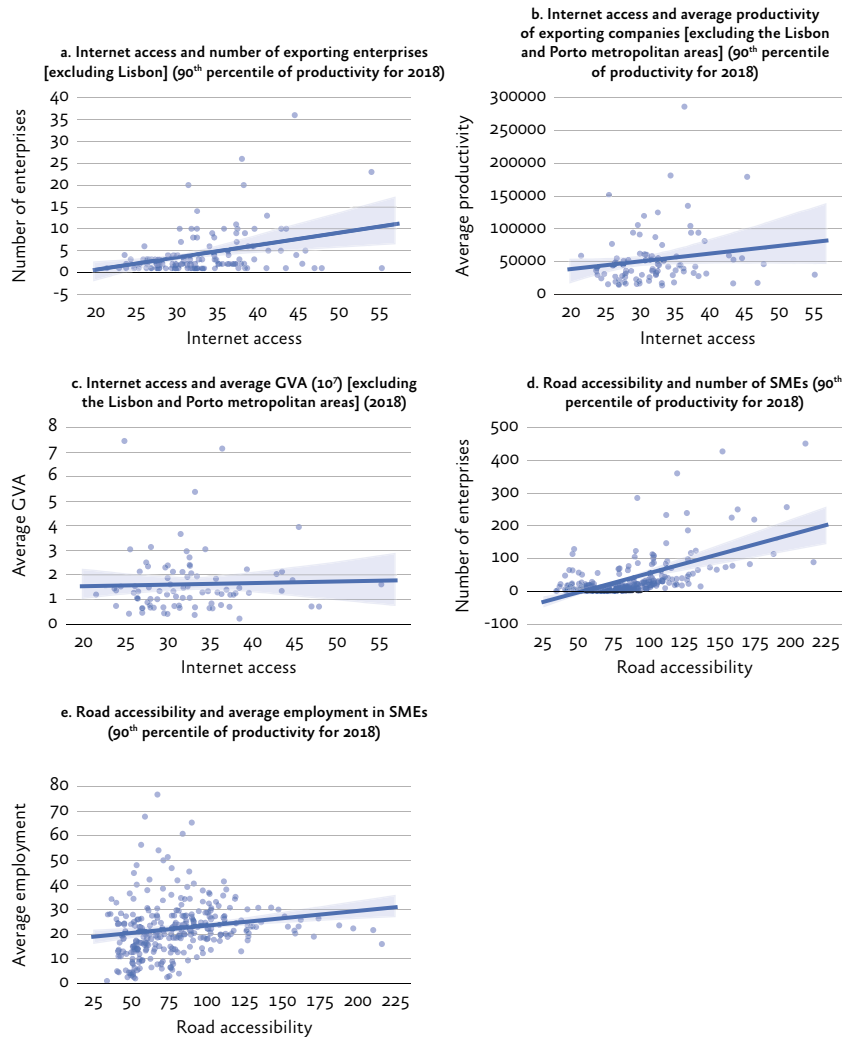 a. Internet access and number of exporting enterprises
[excluding Lisbon] (90th percentile of productivity for 2018)
Number of enterprises
40
35
30
25
20
15
10
5
0
-5
20 25 30 35 40 45 50 55
Internet access
b. Internet access and average productivity
of exporting companies [excluding the Lisbon
and Porto metropolitan areas] (90th percentile
of productivity for 2018)
Average productivity
300000
250000
200000
150000
100000
50000
0
20 25 30 35 40 45 50 55
Internet access
c. Internet access and average GVA (10⁷) [excluding
the Lisbon and Porto metropolitan areas] (2018)
Average GVA
8
7
6
5
4
3
2
1
0
20 25 30 35 40 45 50 55
Internet access
d. Road accessibility and number of SMEs (90th
percentile of productivity for 2018)
Number of enterprises
500
400
300
200
100
0
-100
25 50 75 100 125 150 175 200 225
Road accessibility
e. Road accessibility and average employment in SMEs
(90th percentile of productivity for 2018)
Average employment
80
70
60
50
40
30
20
10
0
25 50 75 100 125 150 175 200 225
Road accessibility